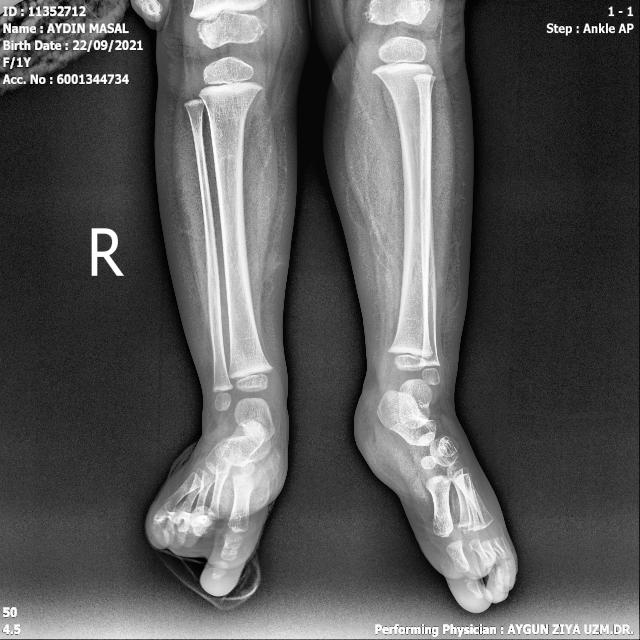 ID : 11352712
Name : AYDIN MASAL
Birth Date : 22/09/2021
F/1Y
Acc. No : 6001344734
1 - 1
Step : Ankle AP
R
50
4.5
Performing Physician : AYGUN ZIYA UZM.DR.